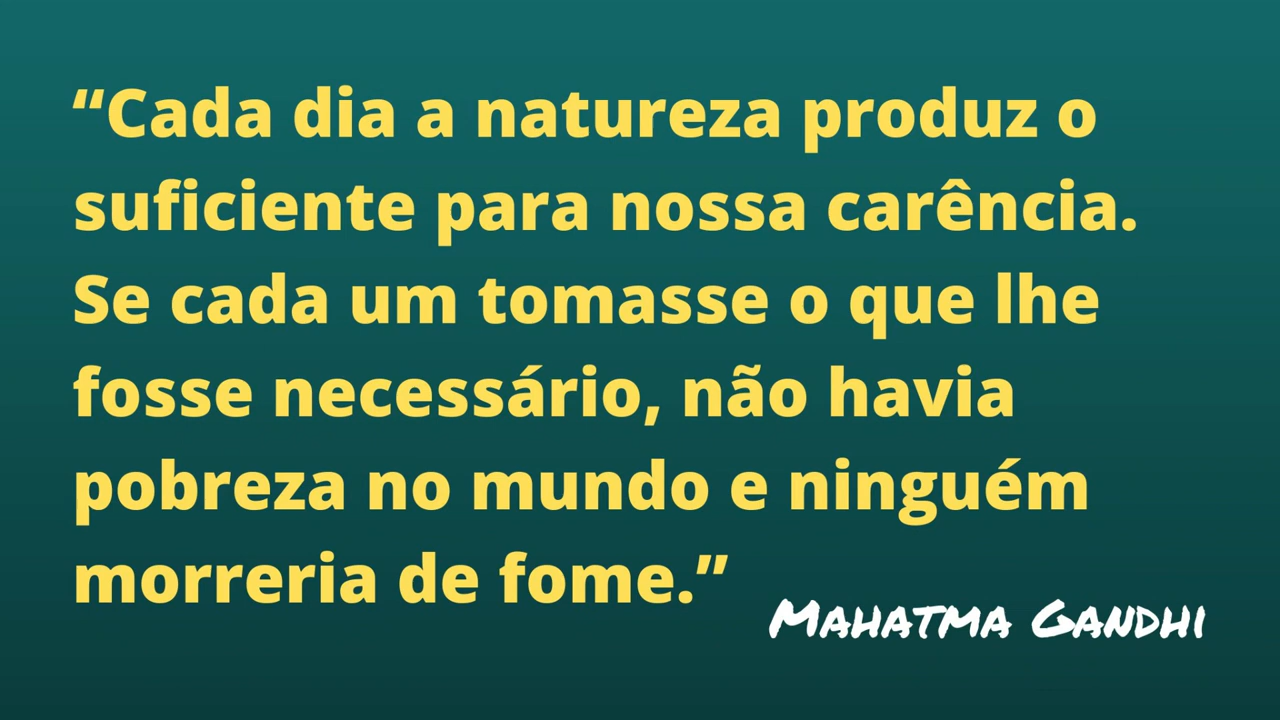 “Cada dia a natureza produz o
suficiente para nossa carência.
Se cada um tomasse o que lhe
fosse necessário, não havia
pobreza no mundo e ninguém
morreria de fome.”
Mahatma Gandhi